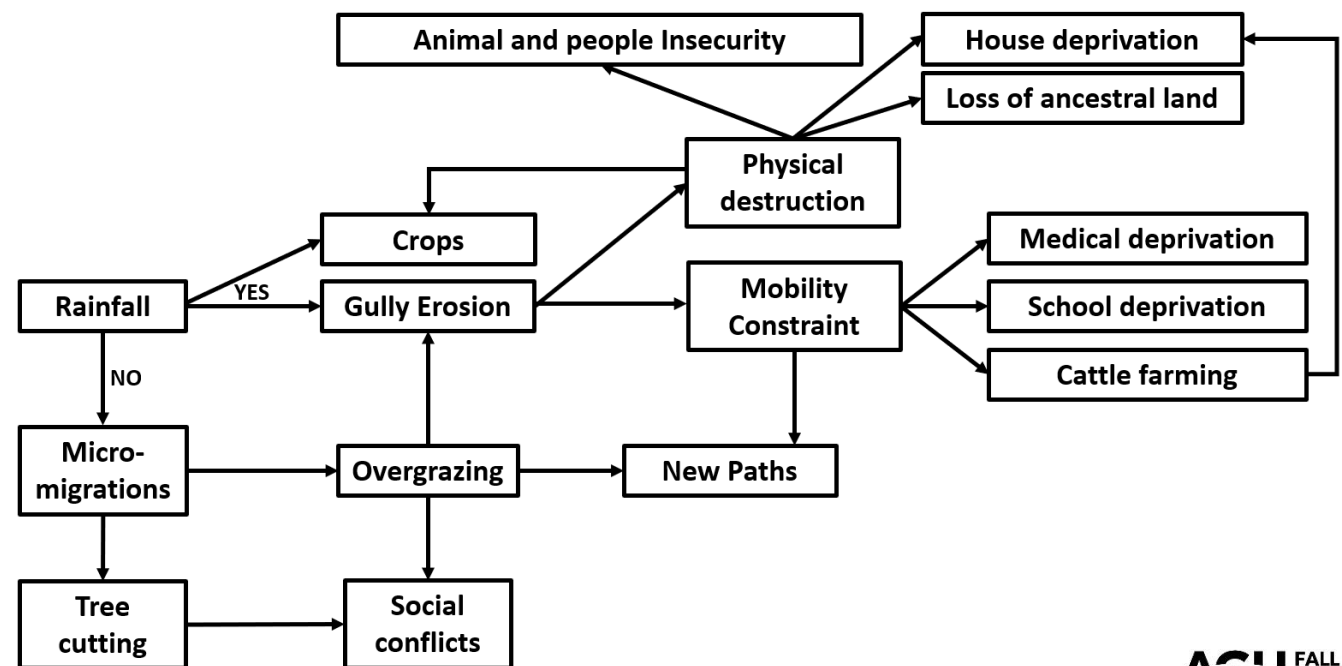 Animal and people Insecurity
House deprivation
Loss of ancestral land
Physical
destruction
Crops
Medical deprivation
Rainfall
YES
Gully Erosion
Mobility
Constraint
School deprivation
NO
Cattle farming
Micro-
migrations
Overgrazing
New Paths
Tree
cutting
Social
conflicts
AGU FALL